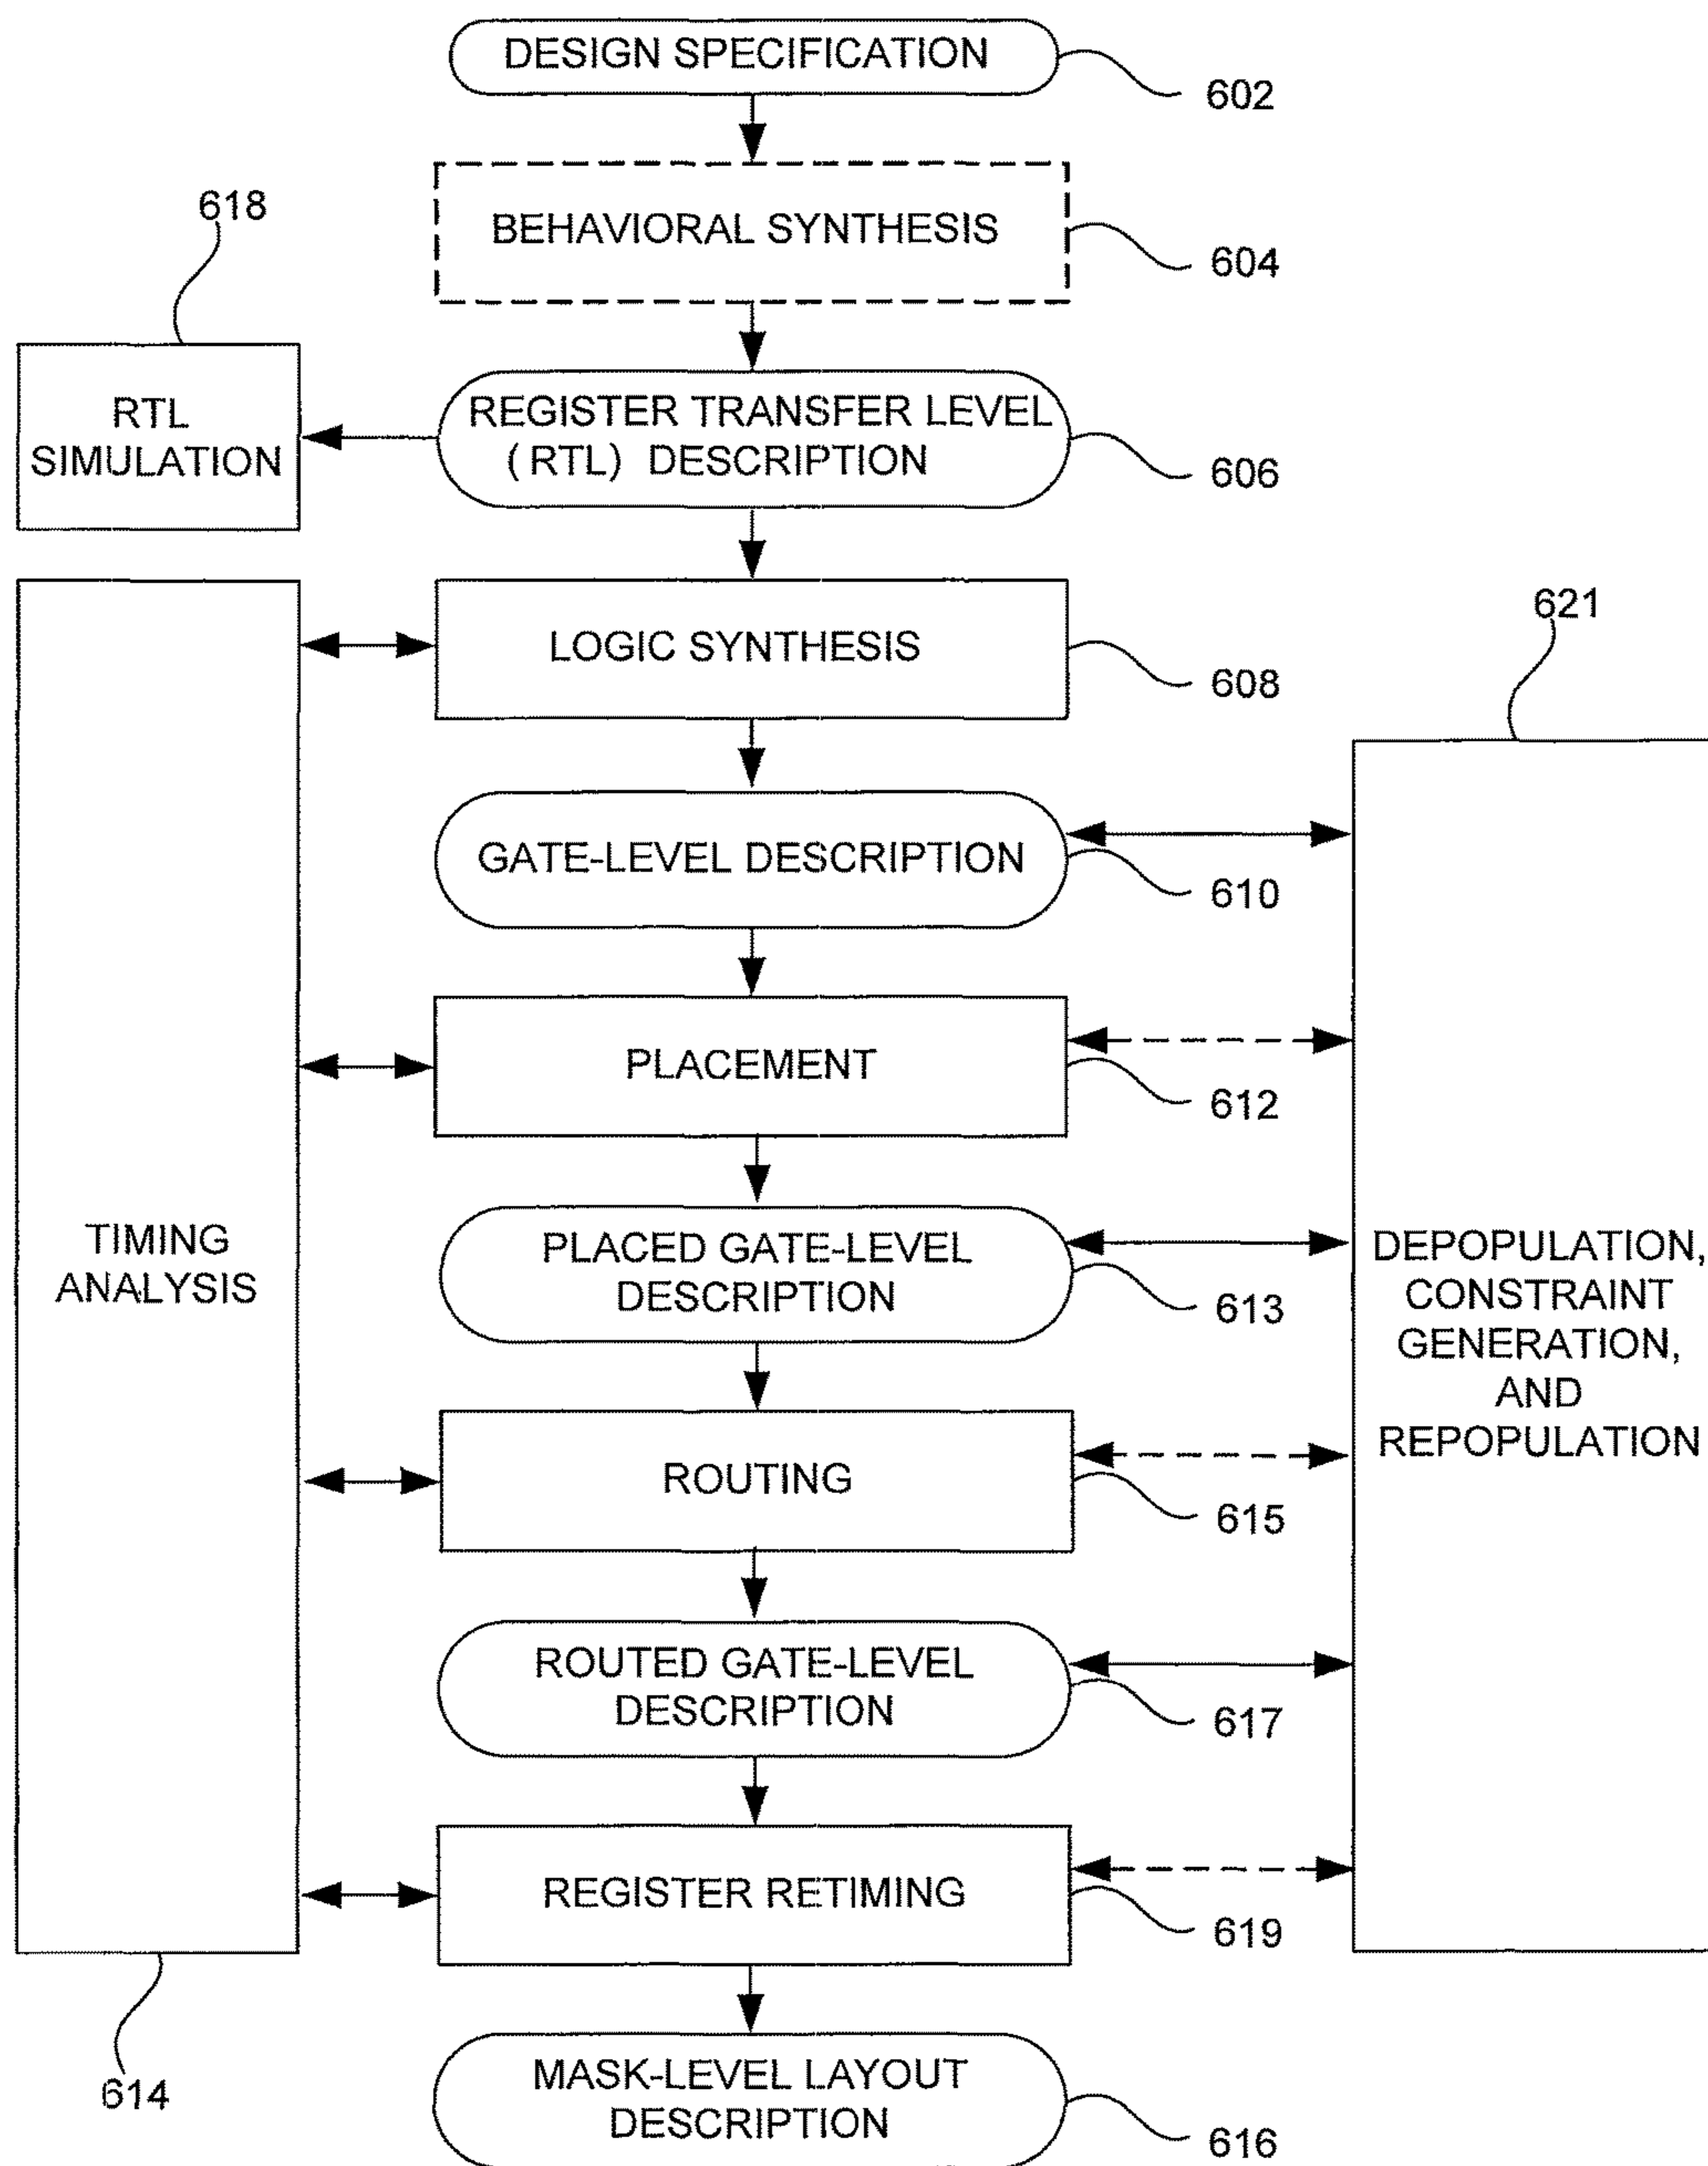 DESIGN SPECIFICATION
602
BEHAVIORAL SYNTHESIS
604
618
RTL
SIMULATION
REGISTER TRANSFER LEVEL
(RTL) DESCRIPTION
606
LOGIC SYNTHESIS
608
621
GATE-LEVEL DESCRIPTION
610
PLACEMENT
612
TIMING
ANALYSIS
PLACED GATE-LEVEL
DESCRIPTION
613
DEPOPULATION,
CONSTRAINT
GENERATION,
AND
REPOPULATION
ROUTING
615
ROUTED GATE-LEVEL
DESCRIPTION
617
REGISTER RETIMING
619
614
MASK-LEVEL LAYOUT
DESCRIPTION
616